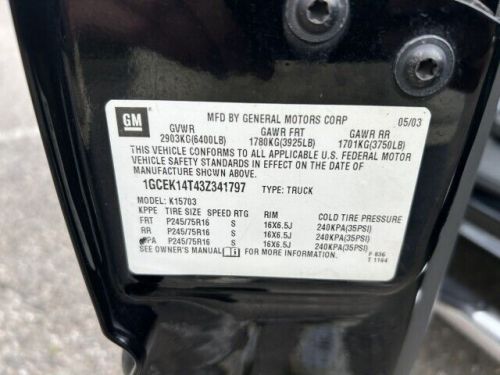 GM MFD BY GENERAL MOTORS CORP 05/03
GVWR GAWR FRT GAWR RR
2903KG(6400LB) 1780KG(3925LB) 1701KG(3750LB)
THIS VEHICLE CONFORMS TO ALL APPLICABLE U.S. FEDERAL MOTOR
VEHICLE SAFETY STANDARDS IN EFFECT ON THE DATE OF
MANUFACTURE SHOWN ABOVE.
1GCEK14T43Z341797 TYPE: TRUCK
MODEL: K15703
KPPE TIRE SIZE SPEED RTG RIM COLD TIRE PRESSURE
FRT P245/75R16 S 16X6.5J 240KPA(35PSI)
RR P245/75R16 S 16X6.5J 240KPA(35PSI)
SPA P245/75R16 S 16X6.5J 240KPA(35PSI)
SEE OWNER'S MANUAL FOR MORE INFORMATION.
T 1164